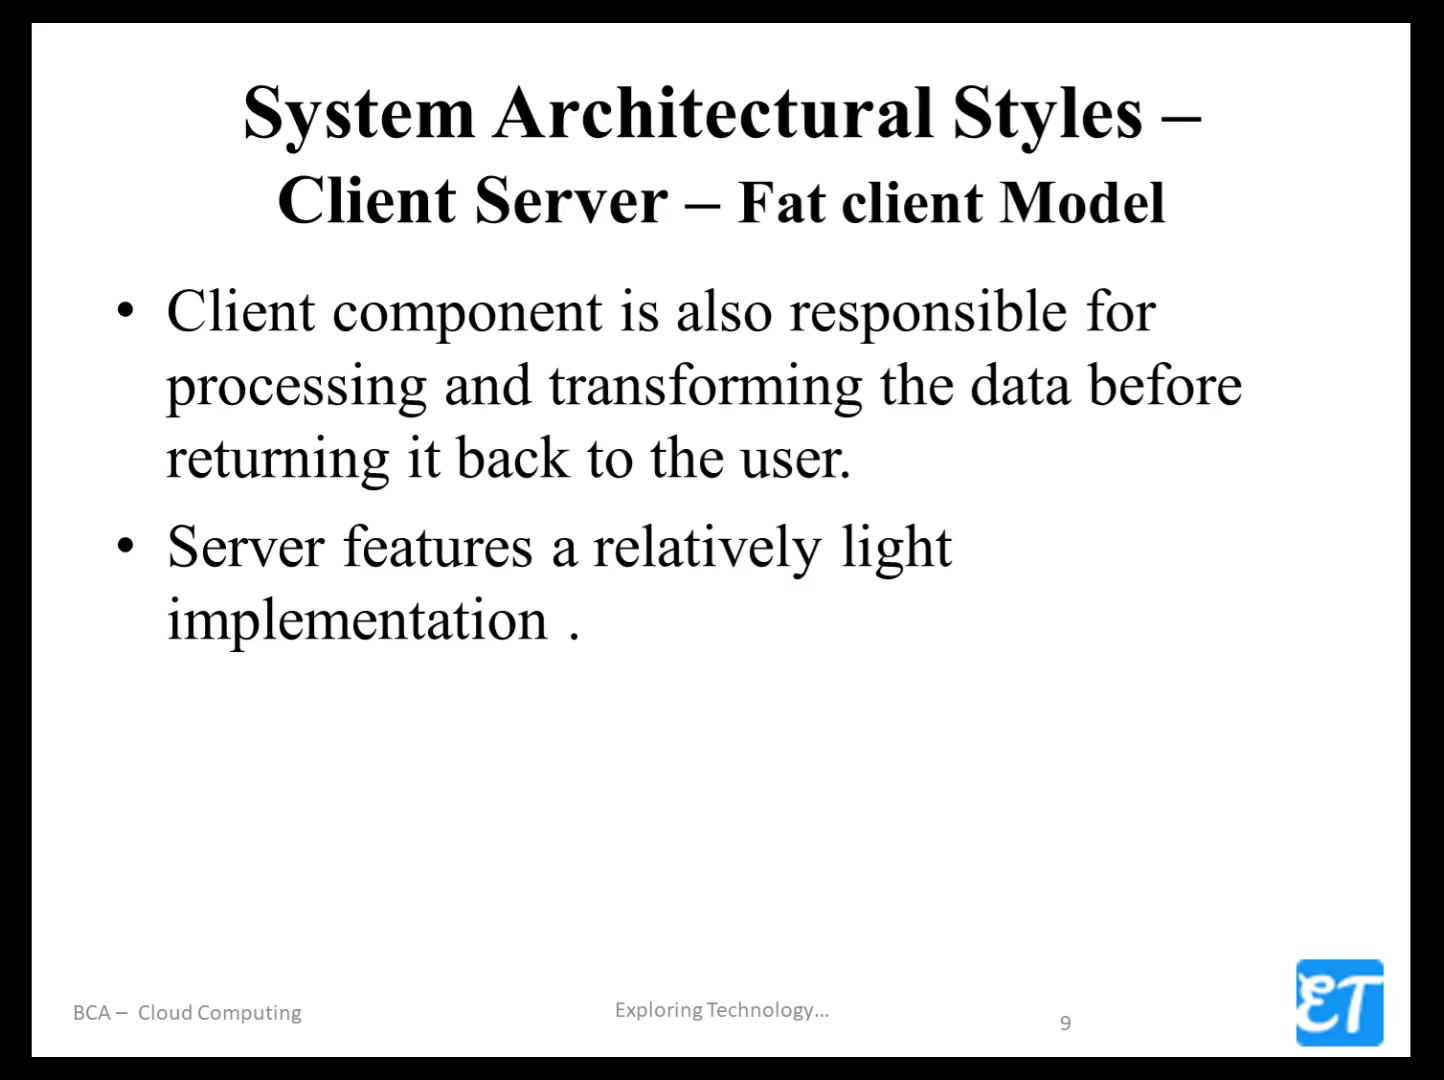 System Architectural Styles –
Client Server – Fat client Model
• Client component is also responsible for
processing and transforming the data before
returning it back to the user.
• Server features a relatively light
implementation .
BCA – Cloud Computing
Exploring Technology...
9
ET